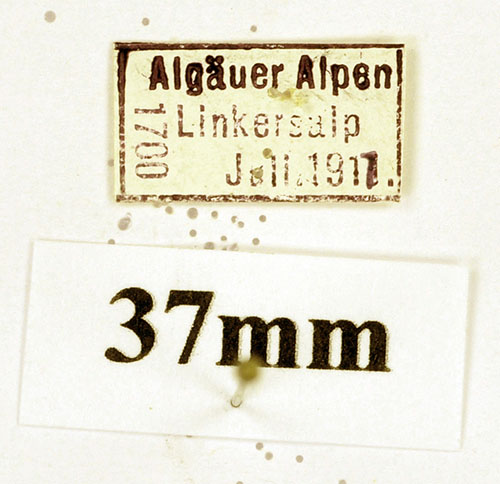 Algäuer Alpen
Linkersalp
Juli.1911.
1700
37mm